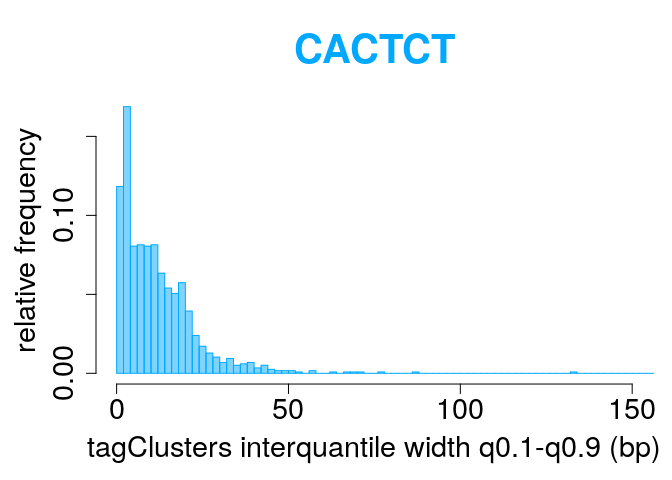 CACTCT
relative frequency
0.10
0.00
0 50 100 150
tagClusters interquantile width q0.1-q0.9 (bp)